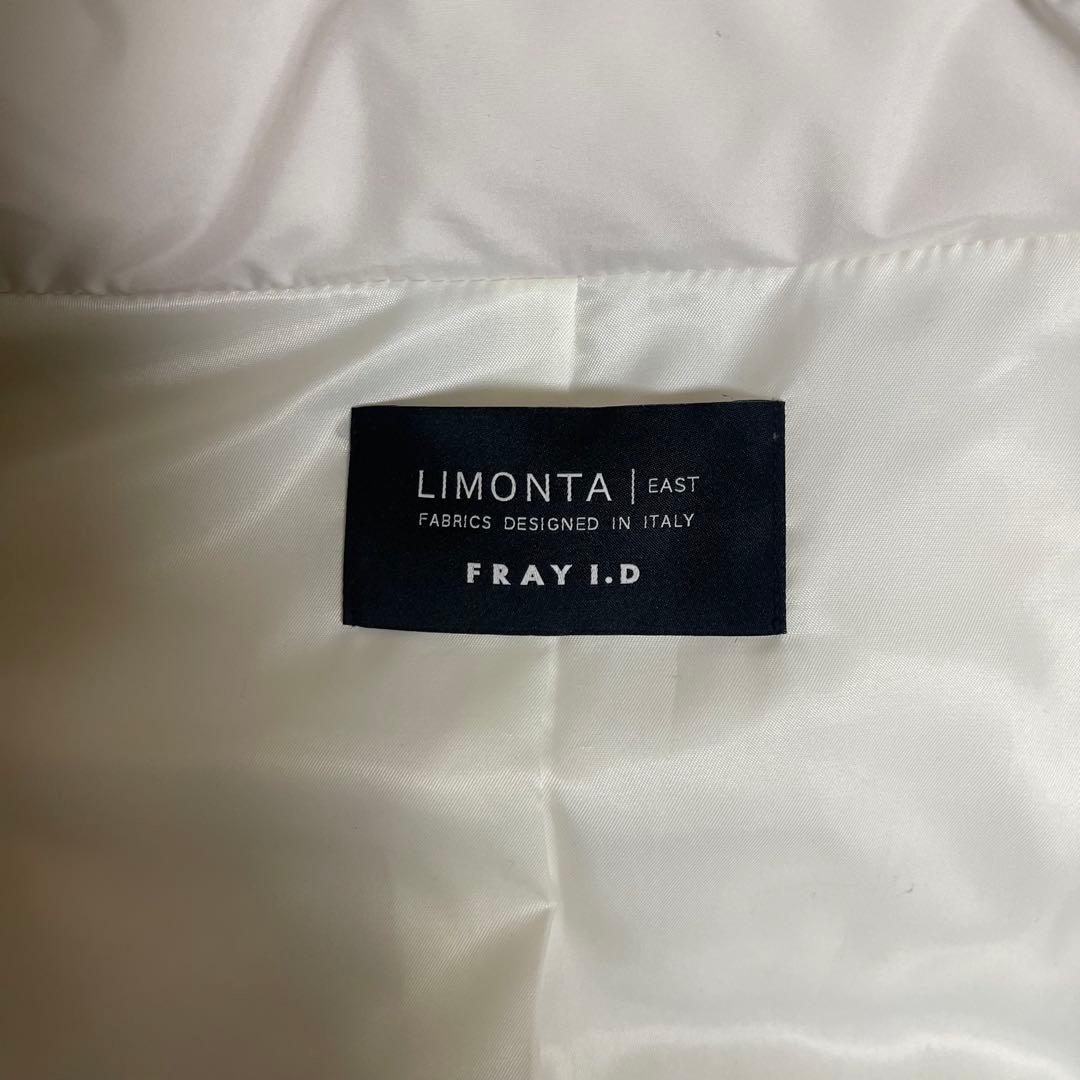 LIMONTA | EAST
FABRICS DESIGNED IN ITALY
FRAY I.D